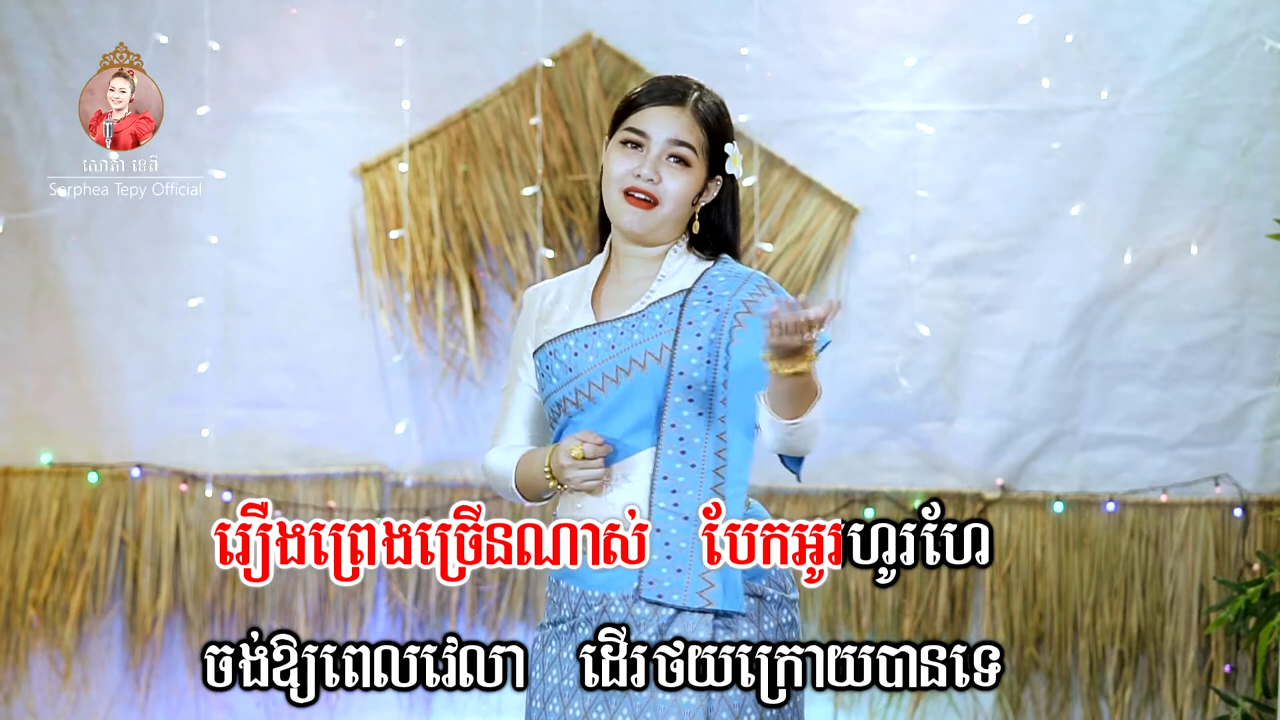 សោភា ទេពី
Sorphea Tepy Official
រឿងព្រេងច្រើនណាស់ បែកអូរហូរហែ
ចង់ឱ្យពេលវេលា ដើរថយក្រោយបានទេ